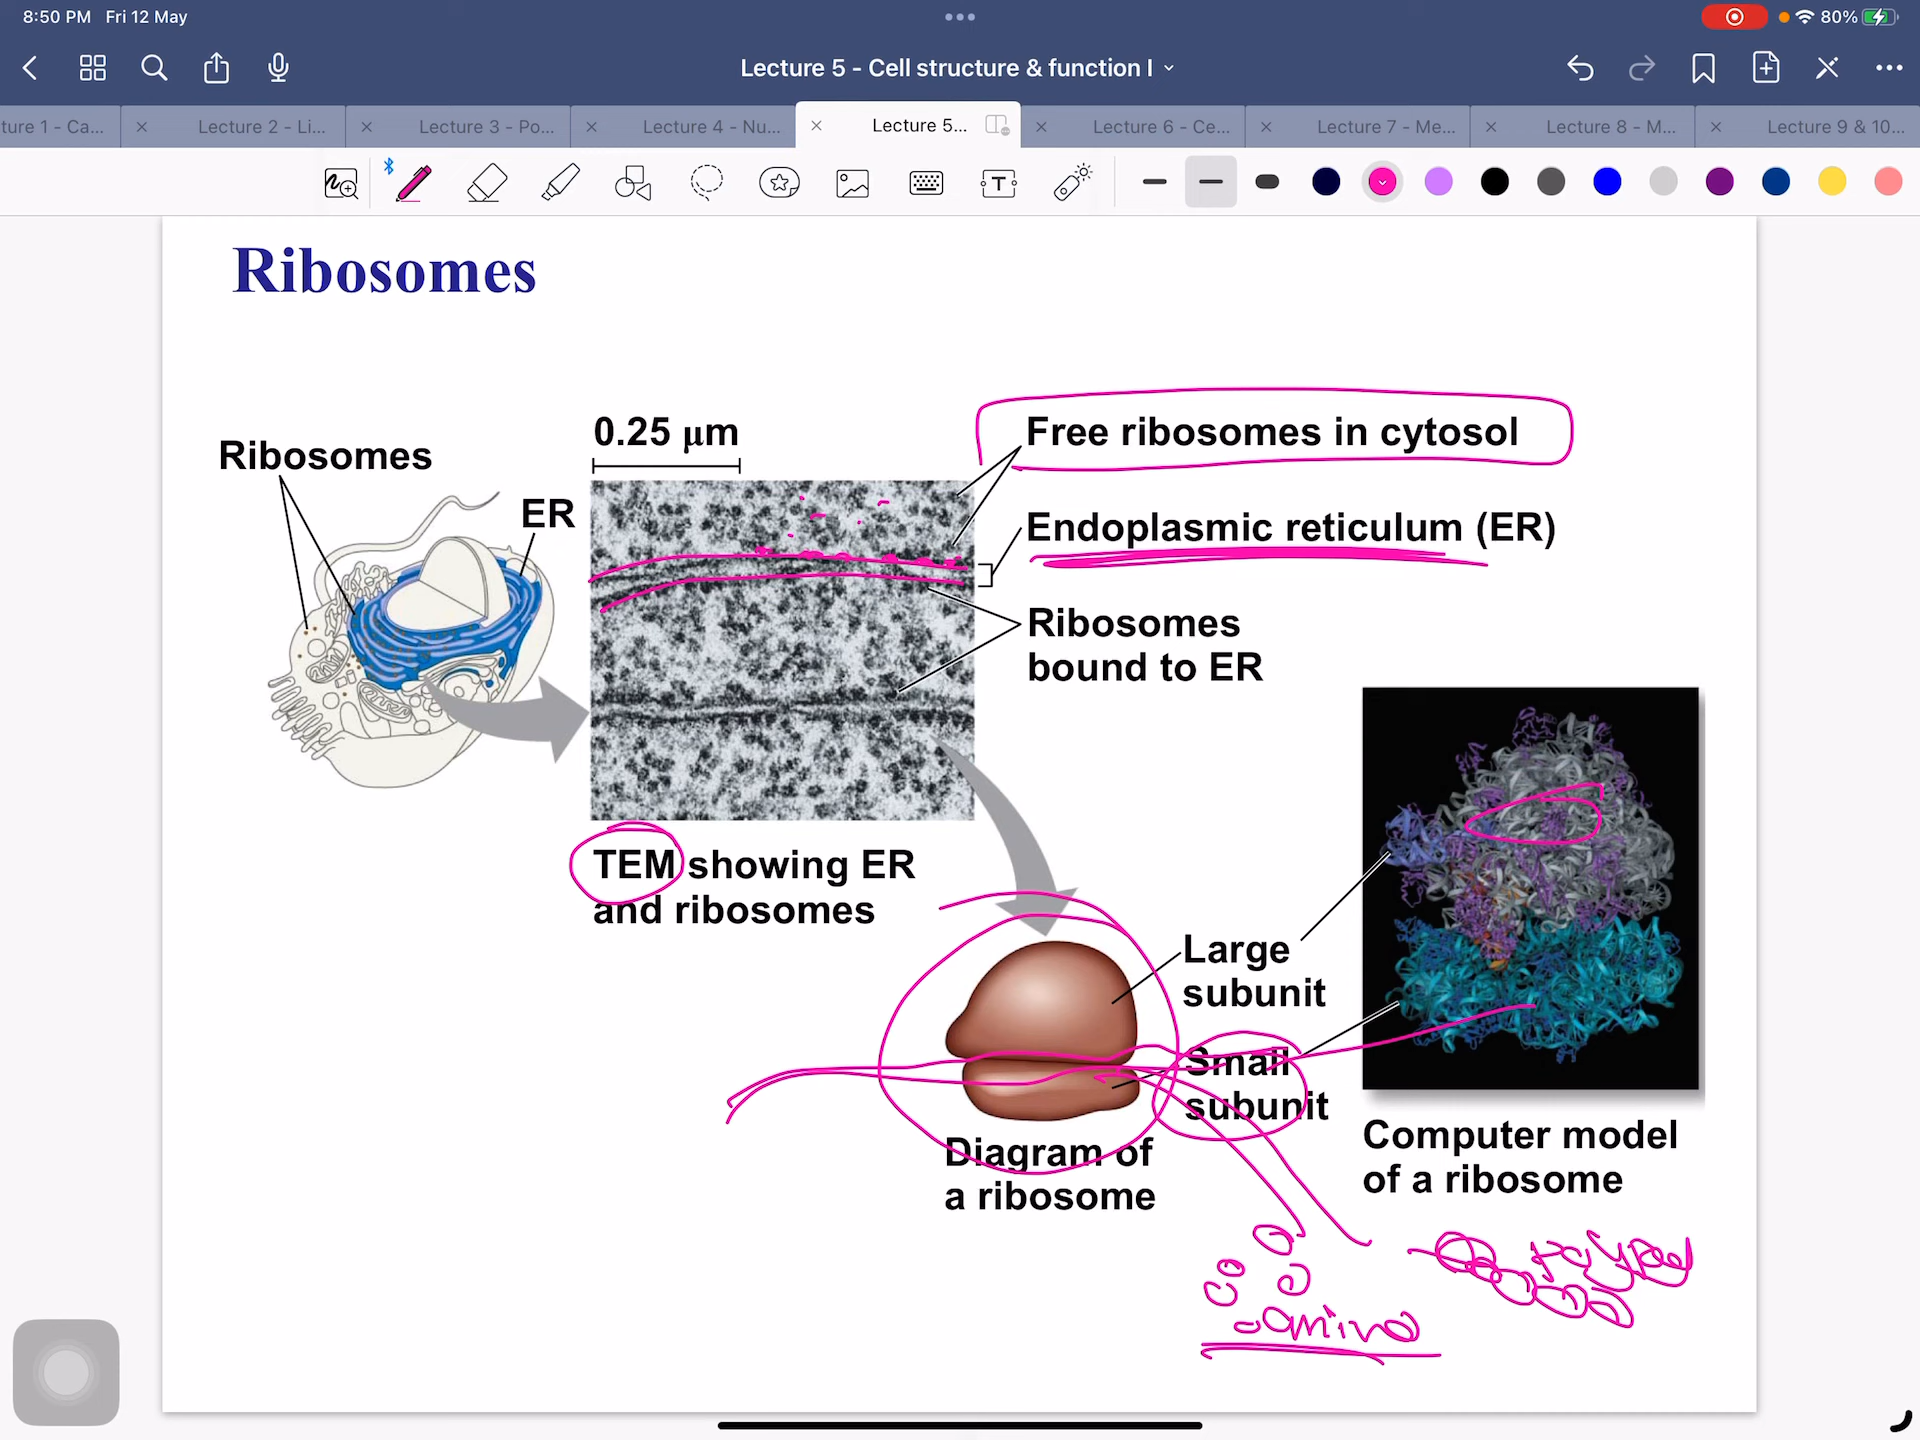 8:50 PM Fri 12 May
80%
Lecture 5 - Cell structure & function I
ture 1 - Ca...
Lecture 2 - Li...
Lecture 3 - Po...
Lecture 4 - Nu...
Lecture 5...
Lecture 6 - Ce...
Lecture 7 - Me...
Lecture 8 - M...
Lecture 9 & 10...
T
Ribosomes
0.25 μm
Free ribosomes in cytosol
Ribosomes
ER
Endoplasmic reticulum (ER)
Ribosomes
bound to ER
TEM showing ER
and ribosomes
Large
subunit
Small
subunit
Diagram of
a ribosome
Computer model
of a ribosome
amino